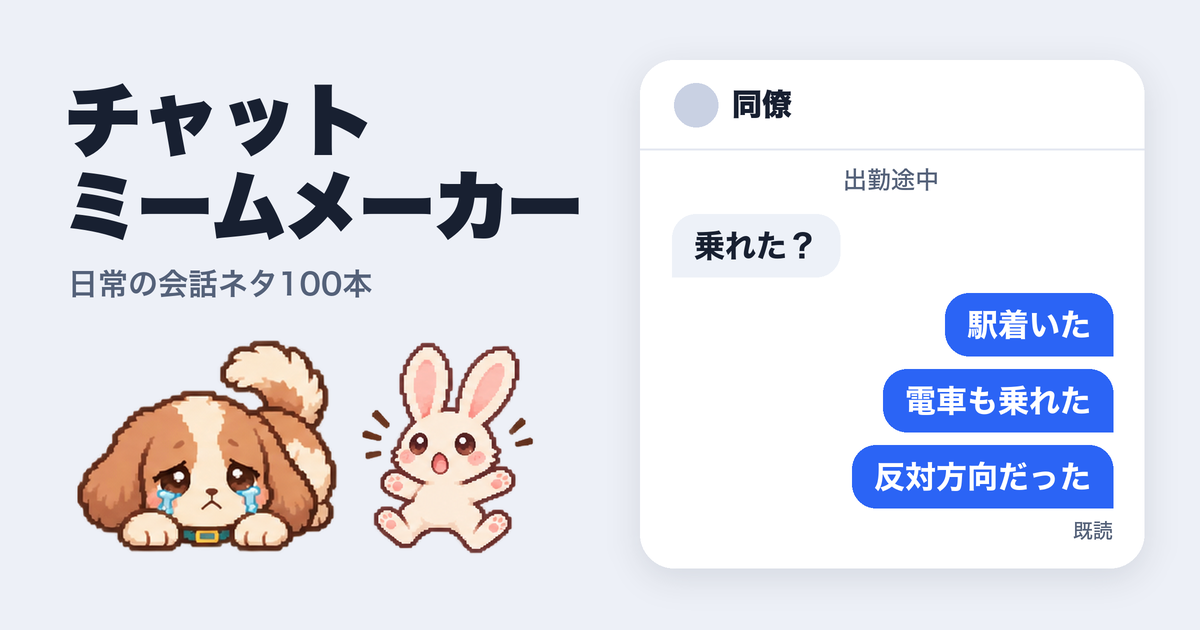 チャット
ミームメーカー
日常の会話ネタ100本
同僚
出勤途中
乗れた？
駅着いた
電車も乗れた
反対方向だった
既読